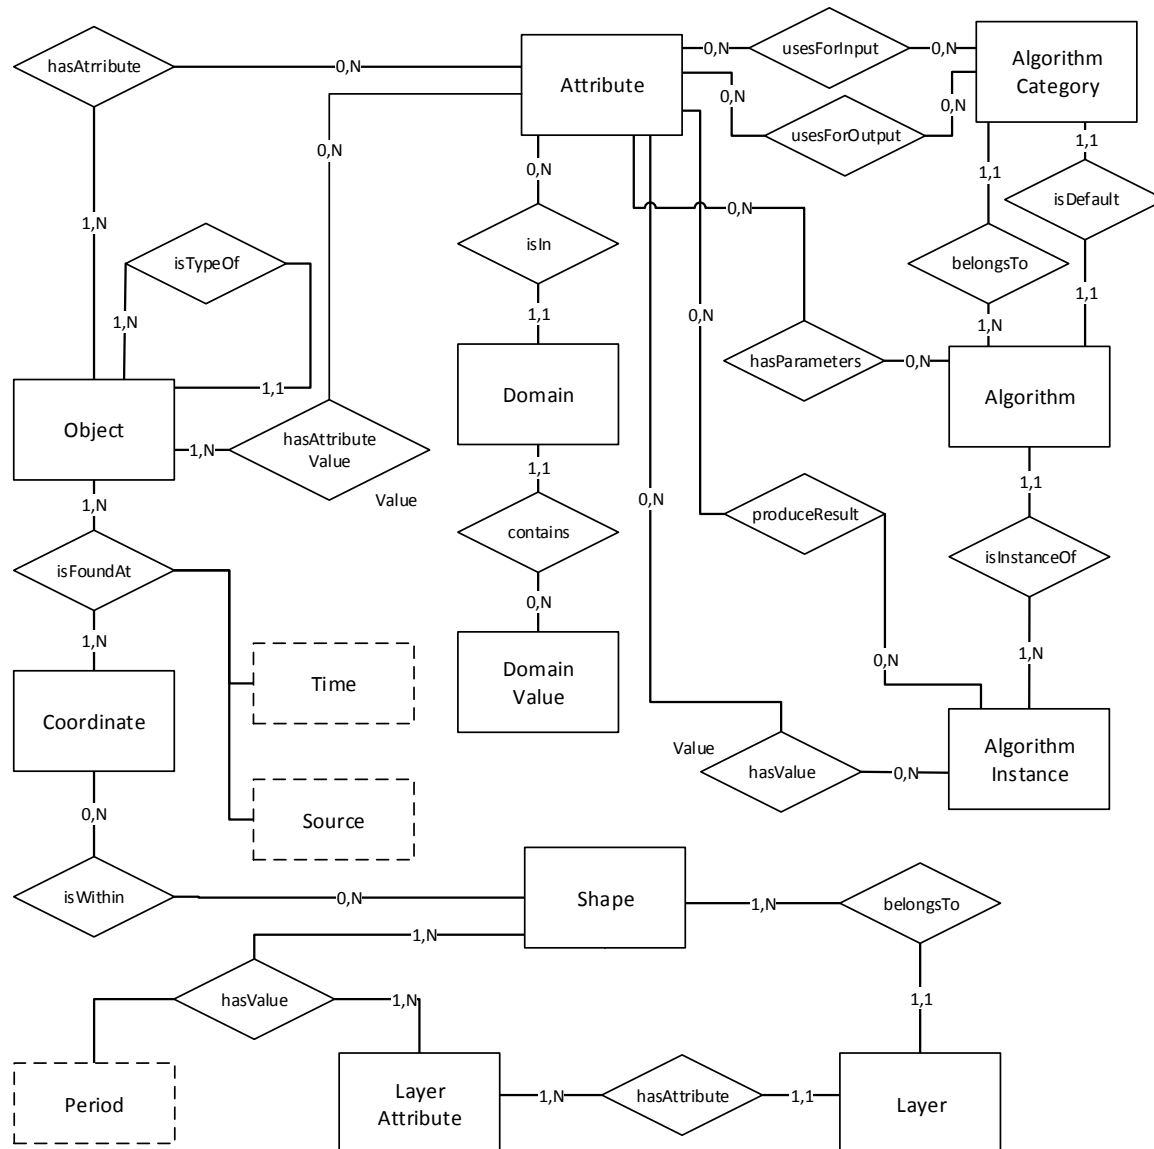 usesForInput
0,N
0,N
Algorithm
Category
hasAtrribute
0,N
Attribute
0,N
0,N
usesForOutput
1,1
1,1
0,N
0,N
isDefault
0,N
1,N
isIn
isTypeOf
belongsTo
1,1
1,N
1,1
0,N
1,N
hasParameters
0,N
1,1
Object
Domain
Algorithm
hasAttribute
Value
1,N
Value
1,1
1,1
1,N
0,N
produceResult
contains
isFoundAt
isInstanceOf
0,N
1,N
0,N
1,N
Time
Domain
Value
Coordinate
Value
hasValue
0,N
Algorithm
Instance
0,N
Source
isWithin
0,N
Shape
1,N
belongsTo
1,N
hasValue
1,N
1,1
Period
Layer
Attribute
1,N
hasAttribute
1,1
Layer